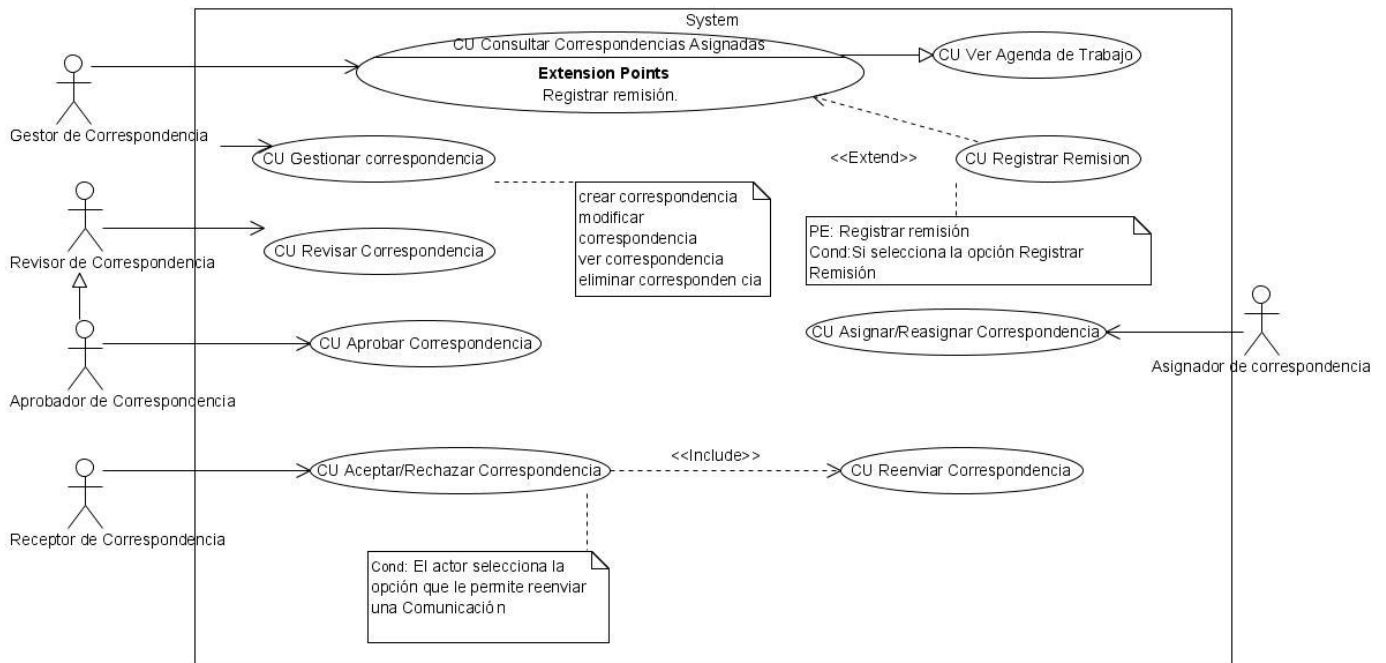 System
CU Consultar Correspondencias Asignadas
Extension Points
Registrar remisión.
CU Ver Agenda de Trabajo
Gestor de Correspondencia
CU Gestionar correspondencia
<<Extend>>
CU Registrar Remision
crear correspondencia
modificar
correspondencia
ver correspondencia
eliminar corresponden cia
PE: Registrar remisión
Cond:Si selecciona la opción Registrar
Remisión
Revisor de Correspondencia
CU Revisar Correspondencia
CU Aprobar Correspondencia
Aprobador de Correspondencia
CU Asignar/Reasignar Correspondencia
Asignador de correspondencia
CU Aceptar/Rechazar Correspondencia
<<Include>>
CU Reenviar Correspondencia
Receptor de Correspondencia
Cond: El actor selecciona la
opción que le permite reenviar
una Comunicación